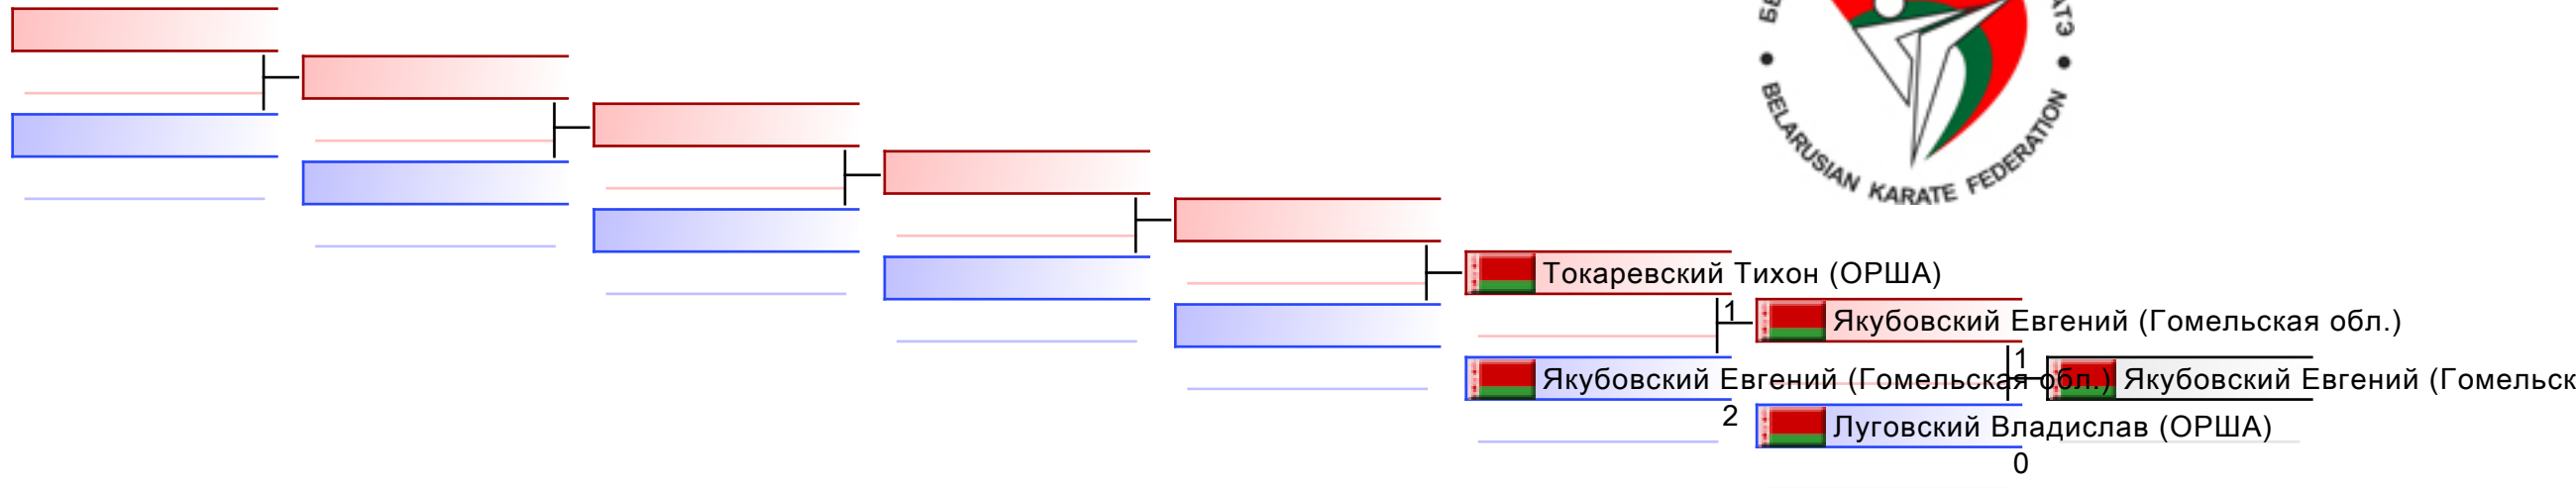 BELARUSIAN KARATE FEDERATION
Токаревский Тихон (ОРША)
1
Якубовский Евгений (Гомельская обл.)
1
Якубовский Евгений (Гомельская обл.)
Якубовский Евгений (Гомельск
2
Луговский Владислав (ОРША)
0